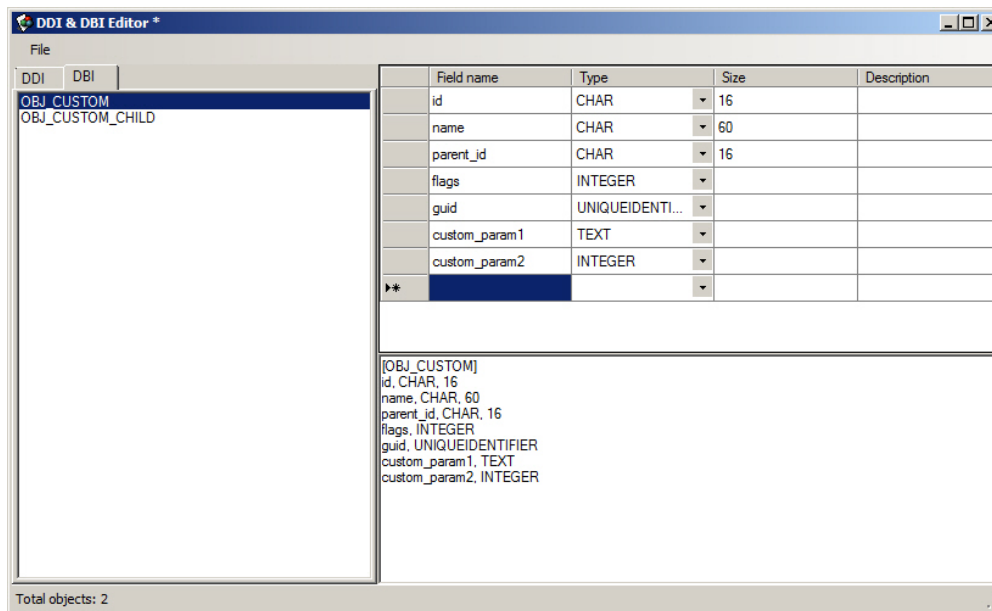 DDI & DBI Editor *
File
DDI DBI
OBJ_CUSTOM
OBJ_CUSTOM_CHILD
Field name Type Size Description
id CHAR 16
name CHAR 60
parent_id CHAR 16
flags INTEGER
guid UNIQUEIDENTI...
custom_param1 TEXT
custom_param2 INTEGER
[OBJ_CUSTOM]
id, CHAR, 16
name, CHAR, 60
parent_id, CHAR, 16
flags, INTEGER
guid, UNIQUEIDENTIFIER
custom_param1, TEXT
custom_param2, INTEGER
Total objects: 2